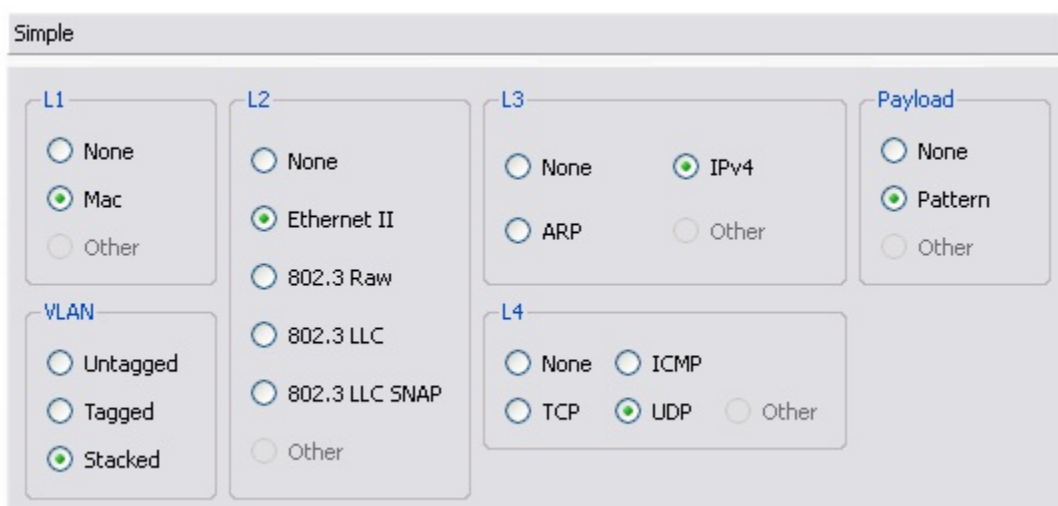 Simple
L1
None
Mac
Other
VLAN
Untagged
Tagged
Stacked
L2
None
Ethernet II
802.3 Raw
802.3 LLC
802.3 LLC SNAP
Other
L3
None
IPv4
ARP
Other
L4
None
ICMP
TCP
UDP
Other
Payload
None
Pattern
Other